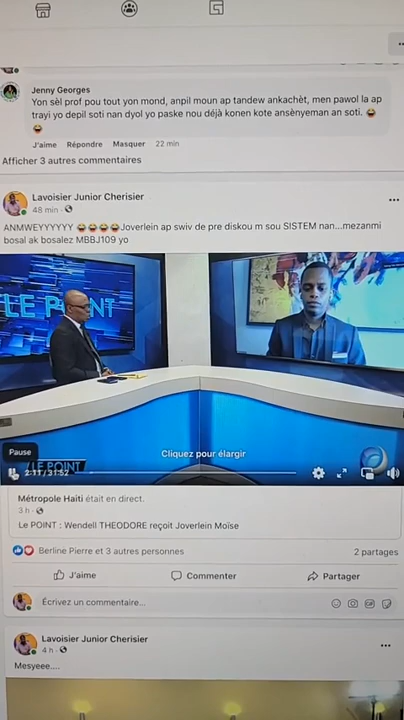 Jenny Georges
Yon sèl prof pou tout yon mond, anpil moun ap tandew ankachèt, men pawol la ap
trayi yo depil soti nan dyol yo paske nou déjà konen kote ansèyneman an soti. 😂
😂
J'aime Répondre Masquer 22 min
Afficher 3 autres commentaires
Lavoisier Junior Cherisier
48 min ·
ANMWEYYYYYY 😂😂😂😂Joverlein ap swiv de pre diskou m sou SISTEM nan...mezanmi
bosal ak bosalez MBBJ109 yo
LE POINT
Pause
Cliquez pour élargir
LE POINT
2:11 / 31:52
Métropole Haiti était en direct.
3 h ·
Le POINT : Wendell THEODORE reçoit Joverlein Moïse
Berline Pierre et 3 autres personnes 2 partages
J'aime Commenter Partager
Écrivez un commentaire...
GIF
Lavoisier Junior Cherisier
4 h ·
Mesyeee....